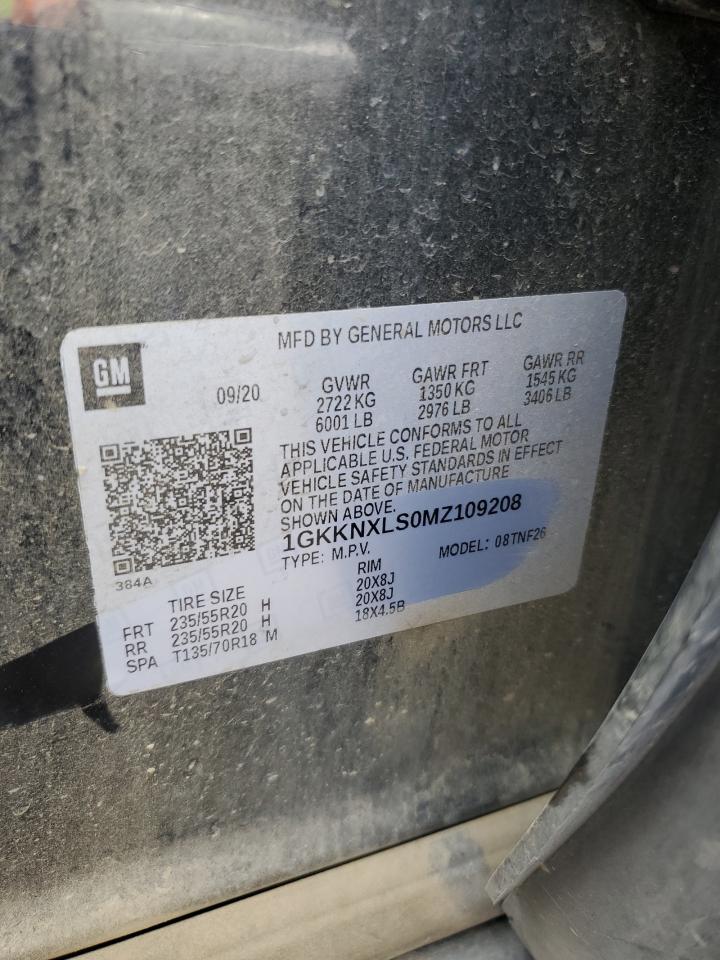 MFD BY GENERAL MOTORS LLC
GM
09/20
GVWR
2722 KG
6001 LB
GAWR FRT
1350 KG
2976 LB
GAWR RR
1545 KG
3406 LB
THIS VEHICLE CONFORMS TO ALL
APPLICABLE U.S. FEDERAL MOTOR
VEHICLE SAFETY STANDARDS IN EFFECT
ON THE DATE OF MANUFACTURE
SHOWN ABOVE.
1GKKNXLS0MZ109208
TYPE: M.P.V. MODEL: 08TNF26
384A
TIRE SIZE RIM
FRT 235/55R20 H 20X8J
RR 235/55R20 H 20X8J
SPA T135/70R18 M 18X4.5B